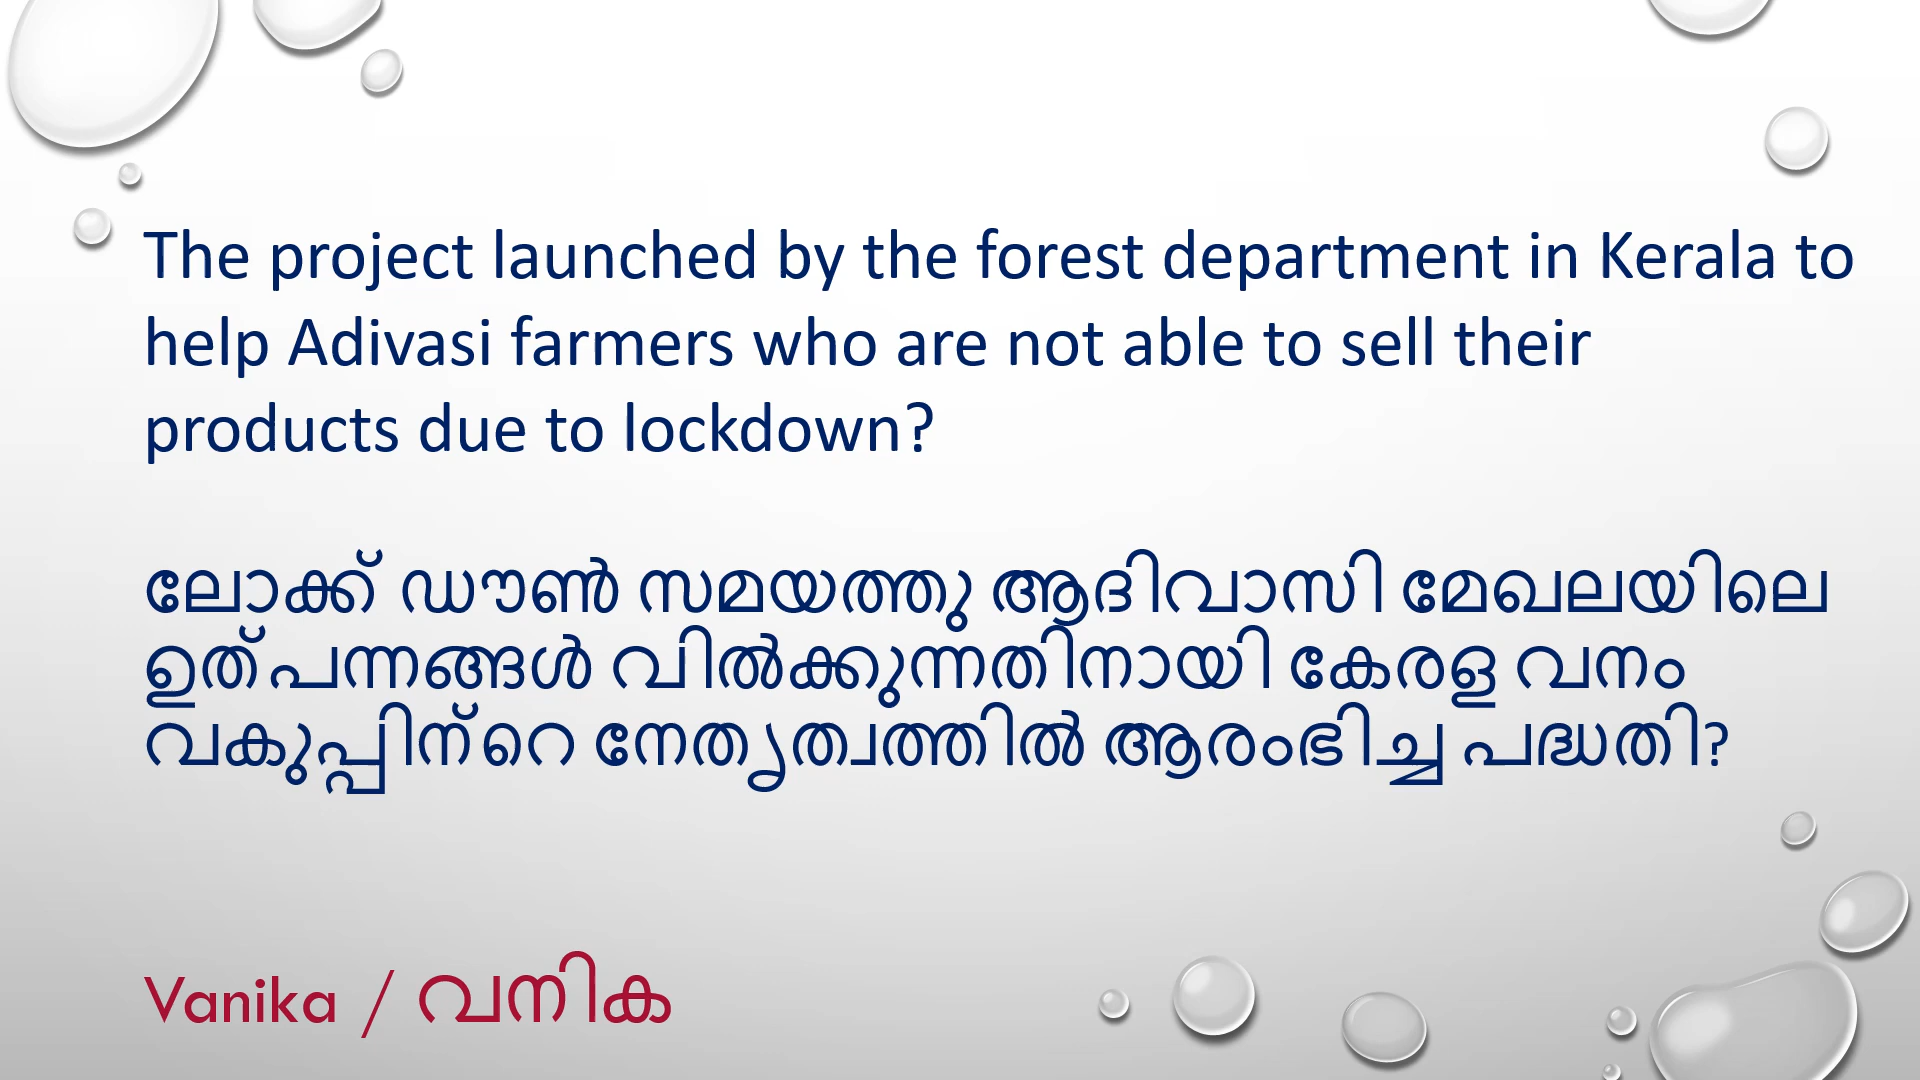 The project launched by the forest department in Kerala to
help Adivasi farmers who are not able to sell their
products due to lockdown?
ലോക്ക് ഡൗൺ സമയത്തു ആദിവാസി മേഖലയിലെ
ഉത്പന്നങ്ങൾ വിൽക്കുന്നതിനായി കേരള വനം
വകുപ്പിന്റെ നേതൃത്വത്തിൽ ആരംഭിച്ച പദ്ധതി?
Vanika / വനിക